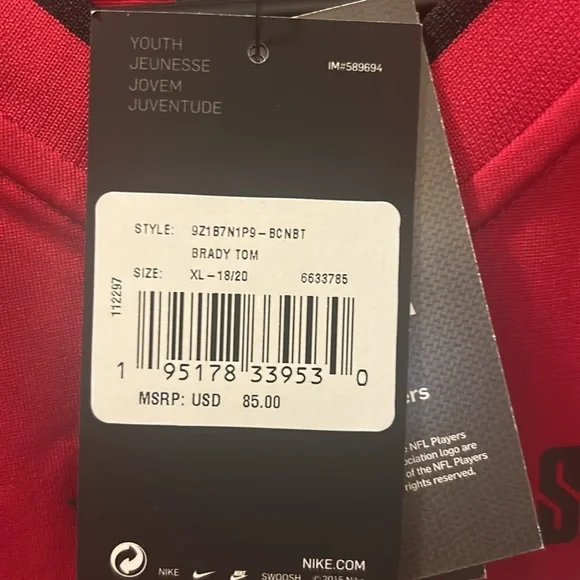 YOUTH
JEUNESSE
JOVEM
JUVENTUDE
IM#589694
STYLE: 9Z1B7N1P9-BCNBT
BRADY TOM
SIZE: XL-18/20 6633785
112297
1 95178 33953 0
MSRP: USD 85.00
NFL Players
ciation logo are
of the NFL Players
rights reserved.
NIKE.COM
NIKE SWOOSH © 2015 Nike
S